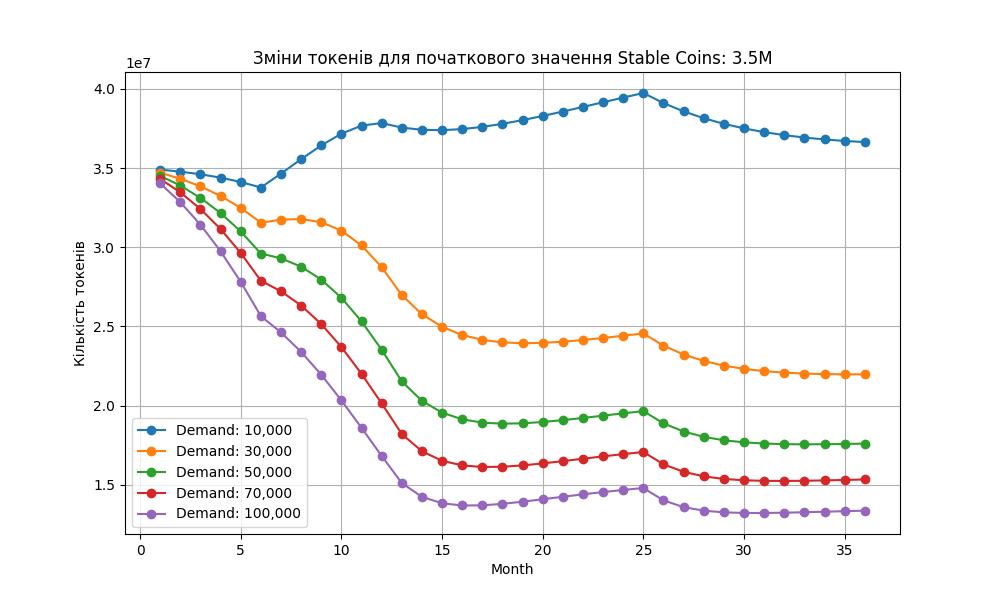 Зміни токенів для початкового значення Stable Coins: 3.5M
1e7
4.0
3.5
3.0
2.5
2.0
1.5
Кількість токенів
Demand: 10,000
Demand: 30,000
Demand: 50,000
Demand: 70,000
Demand: 100,000
0 5 10 15 20 25 30 35
Month